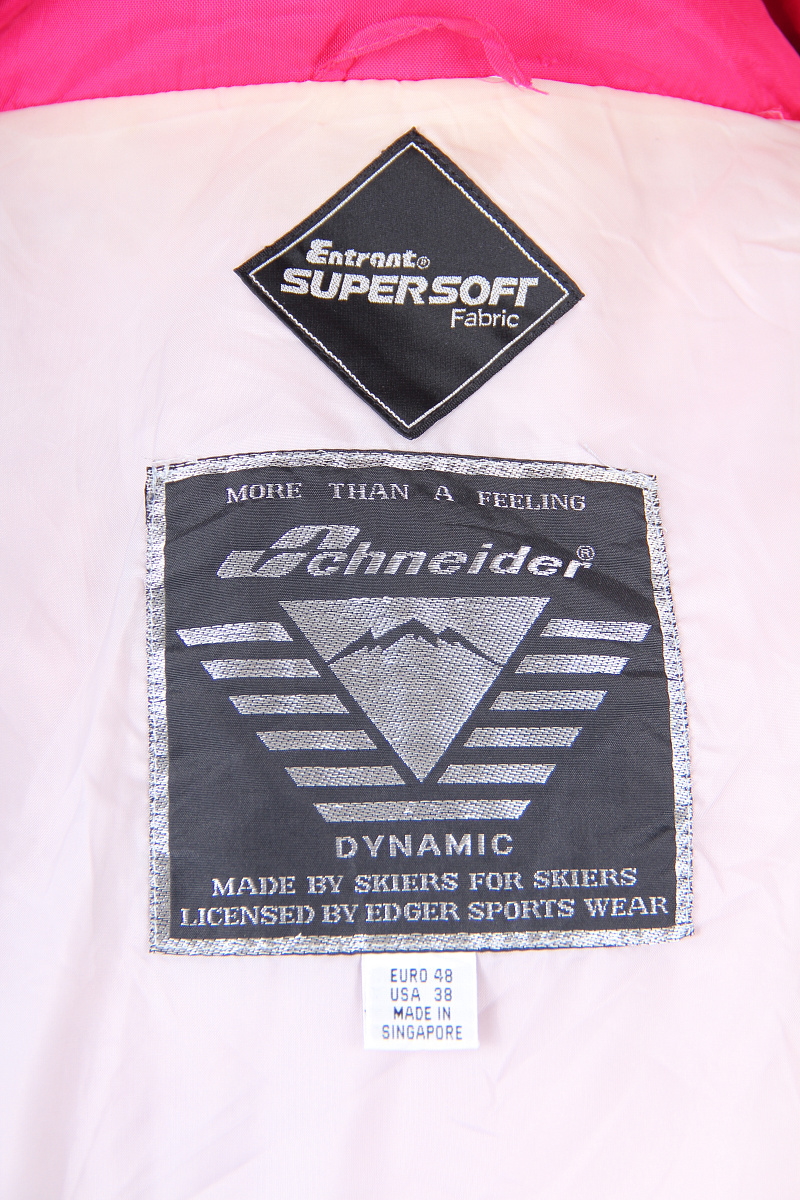 Entrant®
SUPERSOFT
Fabric
MORE THAN A FEELING
Schneider®
DYNAMIC
MADE BY SKIERS FOR SKIERS
LICENSED BY EDGER SPORTS WEAR
EURO 48
USA 38
MADE IN
SINGAPORE